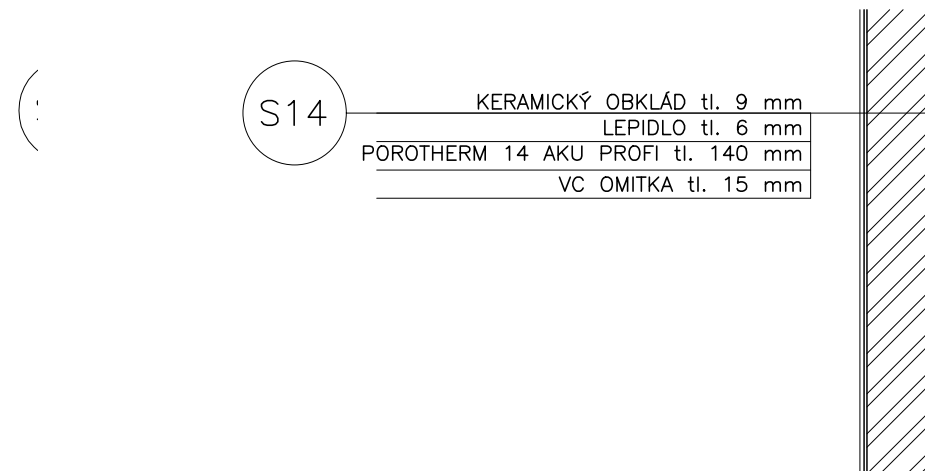 S14
KERAMICKÝ OBKLÁD tl. 9 mm
LEPIDLO tl. 6 mm
POROTHERM 14 AKU PROFI tl. 140 mm
VC OMITKA tl. 15 mm